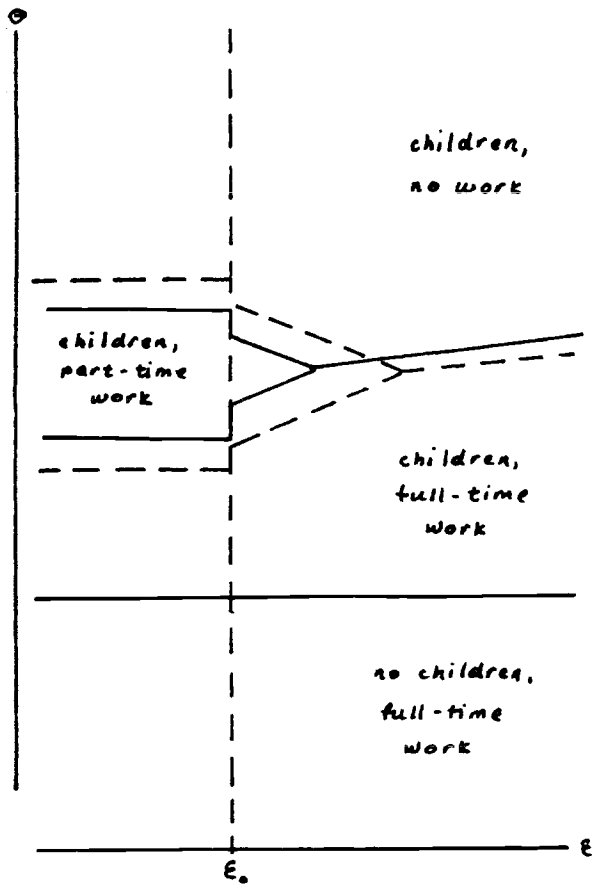 θ
children,
no work
children,
part-time
work
children,
full-time
work
no children,
full-time
work
ε
ε₀